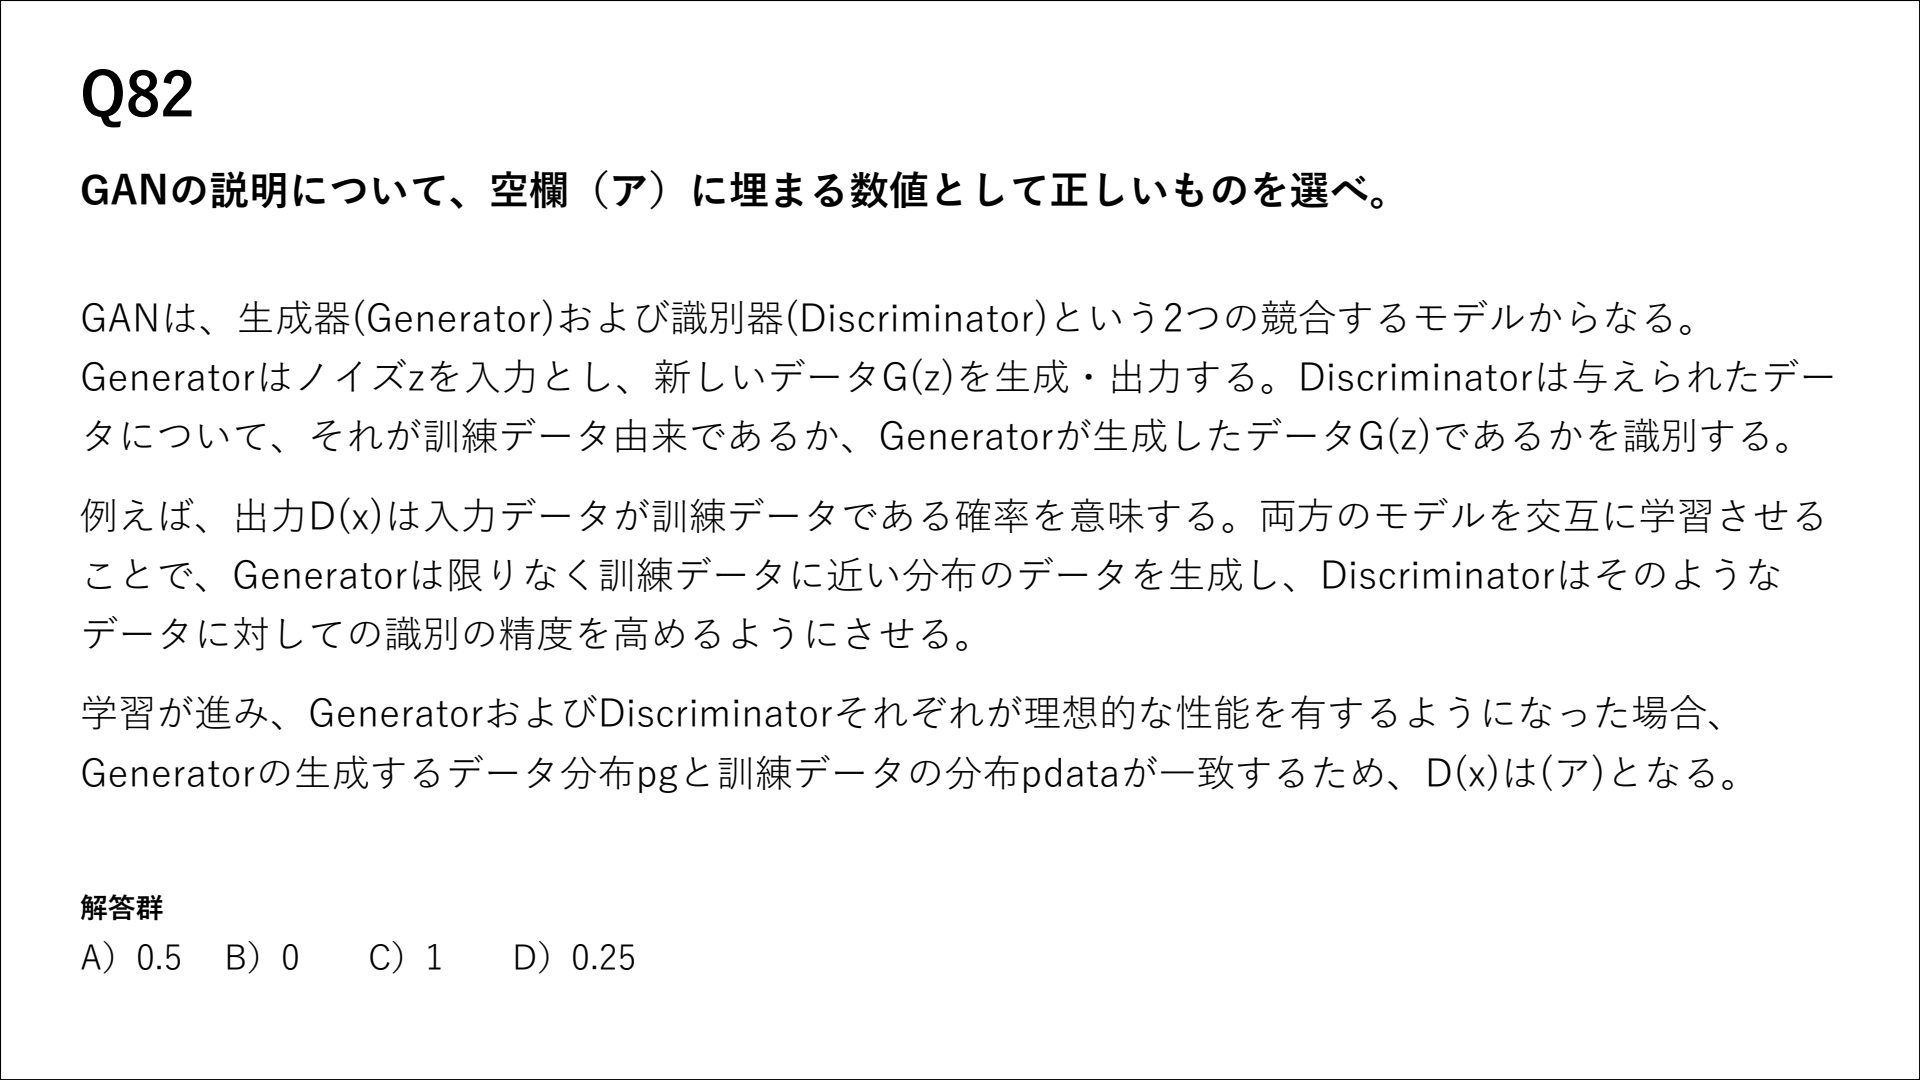 Q82
GANの説明について、空欄（ア）に埋まる数値として正しいものを選べ。
GANは、生成器(Generator)および識別器(Discriminator)という2つの競合するモデルからなる。
Generatorはノイズzを入力とし、新しいデータG(z)を生成・出力する。Discriminatorは与えられたデー
タについて、それが訓練データ由来であるか、Generatorが生成したデータG(z)であるかを識別する。
例えば、出力D(x)は入力データが訓練データである確率を意味する。両方のモデルを交互に学習させる
ことで、Generatorは限りなく訓練データに近い分布のデータを生成し、Discriminatorはそのような
データに対しての識別の精度を高めるようにさせる。
学習が進み、GeneratorおよびDiscriminatorそれぞれが理想的な性能を有するようになった場合、
Generatorの生成するデータ分布pgと訓練データの分布pdataが一致するため、D(x)は(ア)となる。
解答群
A）0.5　B）0　　C）1　　D）0.25